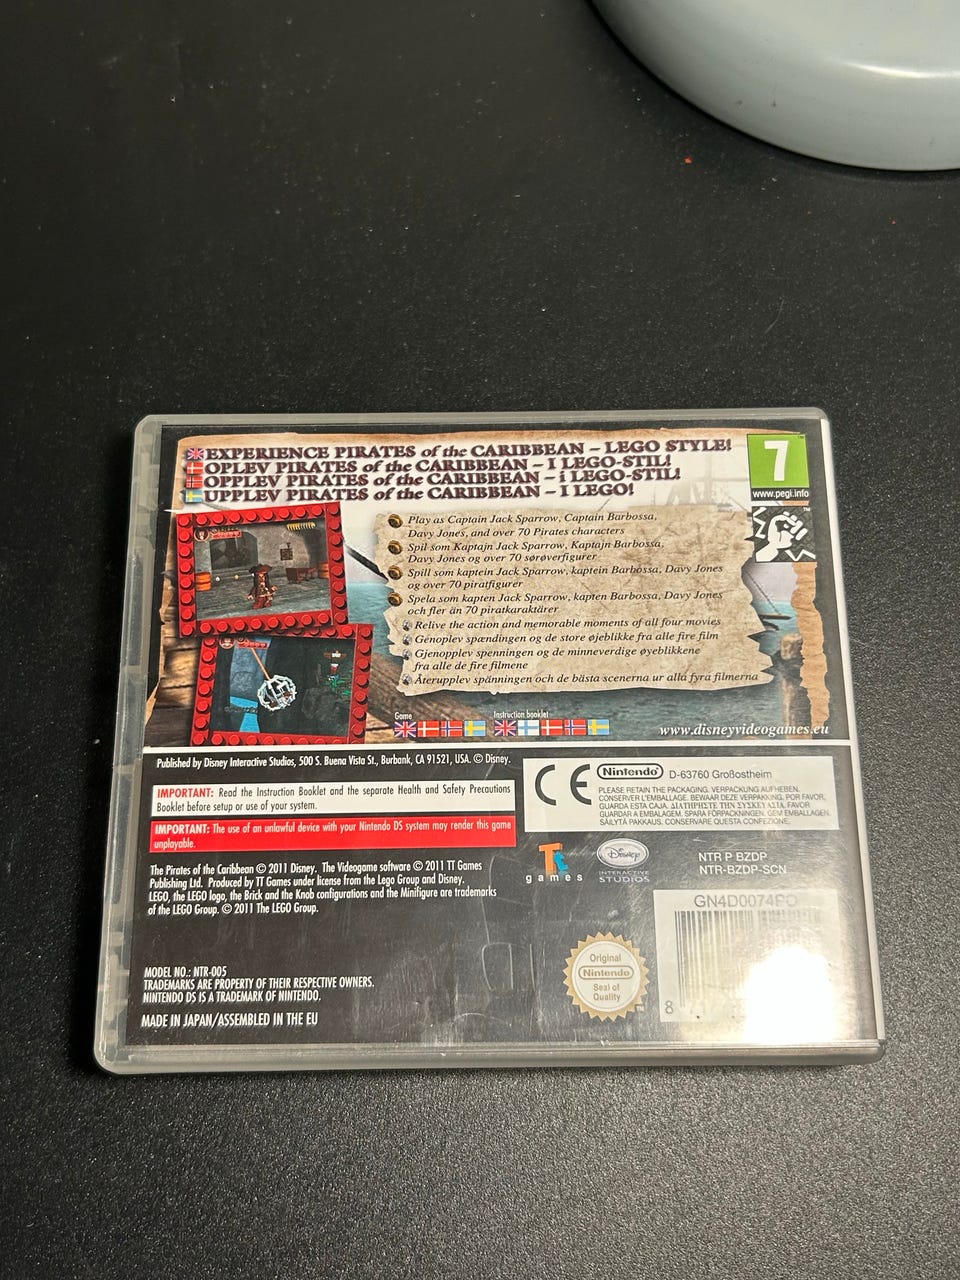 EXPERIENCE PIRATES of the CARIBBEAN – LEGO STYLE!
OPLEV PIRATES of the CARIBBEAN – I LEGO-STIL!
OPPLEV PIRATES of the CARIBBEAN – i LEGO-STIL!
UPPLEV PIRATES of the CARIBBEAN – I LEGO!
7
www.pegi.info
Play as Captain Jack Sparrow, Captain Barbossa,
Davy Jones, and over 70 Pirates characters
Spil som Kaptajn Jack Sparrow, Kaptajn Barbossa,
Davy Jones og over 70 sørøverfigurer
Spill som kaptein Jack Sparrow, kaptein Barbossa, Davy Jones
og over 70 piratfigurer
Spela som kapten Jack Sparrow, kapten Barbossa, Davy Jones
och fler än 70 piratkaraktärer
Relive the action and memorable moments of all four movies
Genoplev spændingen og de store øjeblikke fra alle fire film
Gjenopplev spenningen og de minneverdige øyeblikkene
fra alle de fire filmene
Återupplev spänningen och de bästa scenerna ur alla fyra filmerna
Game
Instruction booklet
www.disneyvideogames.eu
Published by Disney Interactive Studios, 500 S. Buena Vista St., Burbank, CA 91521, USA. © Disney.
IMPORTANT: Read the Instruction Booklet and the separate Health and Safety Precautions
Booklet before setup or use of your system.
IMPORTANT: The use of an unlawful device with your Nintendo DS system may render this game
unplayable.
The Pirates of the Caribbean © 2011 Disney. The Videogame software © 2011 TT Games
Publishing Ltd. Produced by TT Games under license from the Lego Group and Disney.
LEGO, the LEGO logo, the Brick and the Knob configurations and the Minifigure are trademarks
of the LEGO Group. © 2011 The LEGO Group.
MODEL NO.: NTR-005
TRADEMARKS ARE PROPERTY OF THEIR RESPECTIVE OWNERS.
NINTENDO DS IS A TRADEMARK OF NINTENDO.
MADE IN JAPAN/ASSEMBLED IN THE EU
CE
Nintendo
D-63760 Großostheim
PLEASE RETAIN THE PACKAGING. VERPACKUNG AUFHEBEN.
CONSERVER L'EMBALLAGE. BEWAAR DEZE VERPAKKING. POR FAVOR,
GUARDA ESTA CAJA. ΔΙΑΤΗΡΗΣΤΕ ΤΗΝ ΣΥΣΚΕΥΑΣΙΑ. FAVOR
GUARDAR A EMBALAGEM. SPARA FÖRPACKNINGEN. GEM EMBALLAGEN.
SÄILYTÄ PAKKAUS. CONSERVARE QUESTA CONFEZIONE.
TT
games
Disney
INTERACTIVE
STUDIOS
NTR P BZDP
NTR-BZDP-SCN
GN4D0074PO
8
Original
Nintendo
Seal of
Quality